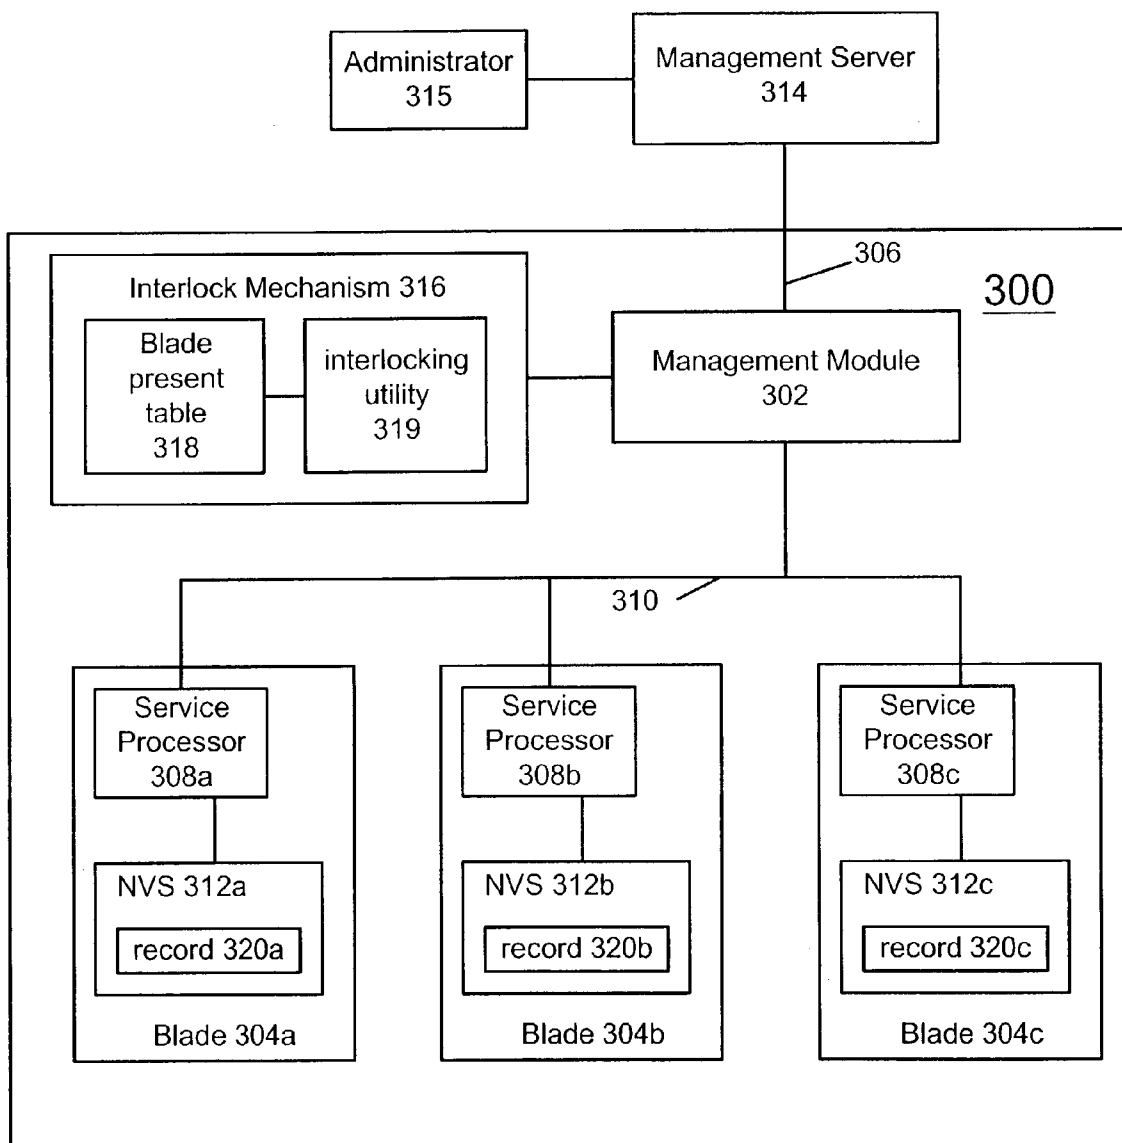 Administrator
315
Management Server
314
306
300
Interlock Mechanism 316
Blade
present
table
318
interlocking
utility
319
Management Module
302
310
Service
Processor
308a
Service
Processor
308b
Service
Processor
308c
NVS 312a
record 320a
NVS 312b
record 320b
NVS 312c
record 320c
Blade 304a
Blade 304b
Blade 304c